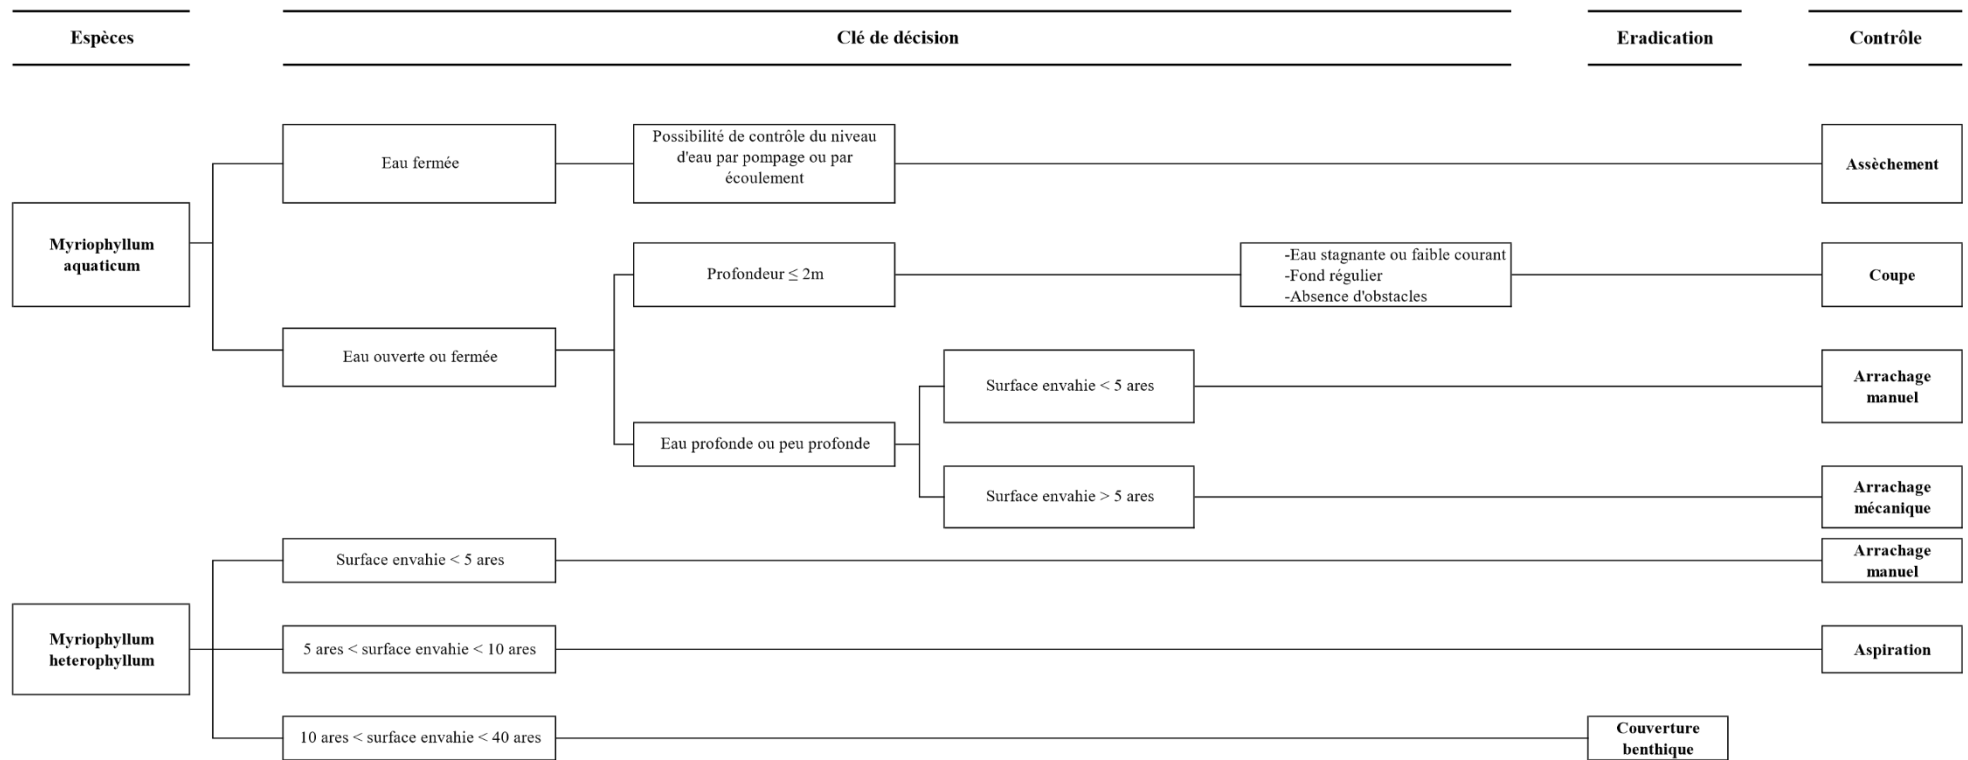 Espèces
Clé de décision
Eradication
Contrôle
Myriophyllum
aquaticum
Eau fermée
Possibilité de contrôle du niveau
d'eau par pompage ou par
écoulement
Assèchement
Profondeur ≤ 2m
-Eau stagnante ou faible courant
-Fond régulier
-Absence d'obstacles
Coupe
Eau ouverte ou fermée
Surface envahie < 5 ares
Arrachage
manuel
Eau profonde ou peu profonde
Surface envahie > 5 ares
Arrachage
mécanique
Myriophyllum
heterophyllum
Surface envahie < 5 ares
Arrachage
manuel
5 ares < surface envahie < 10 ares
Aspiration
10 ares < surface envahie < 40 ares
Couverture
benthique